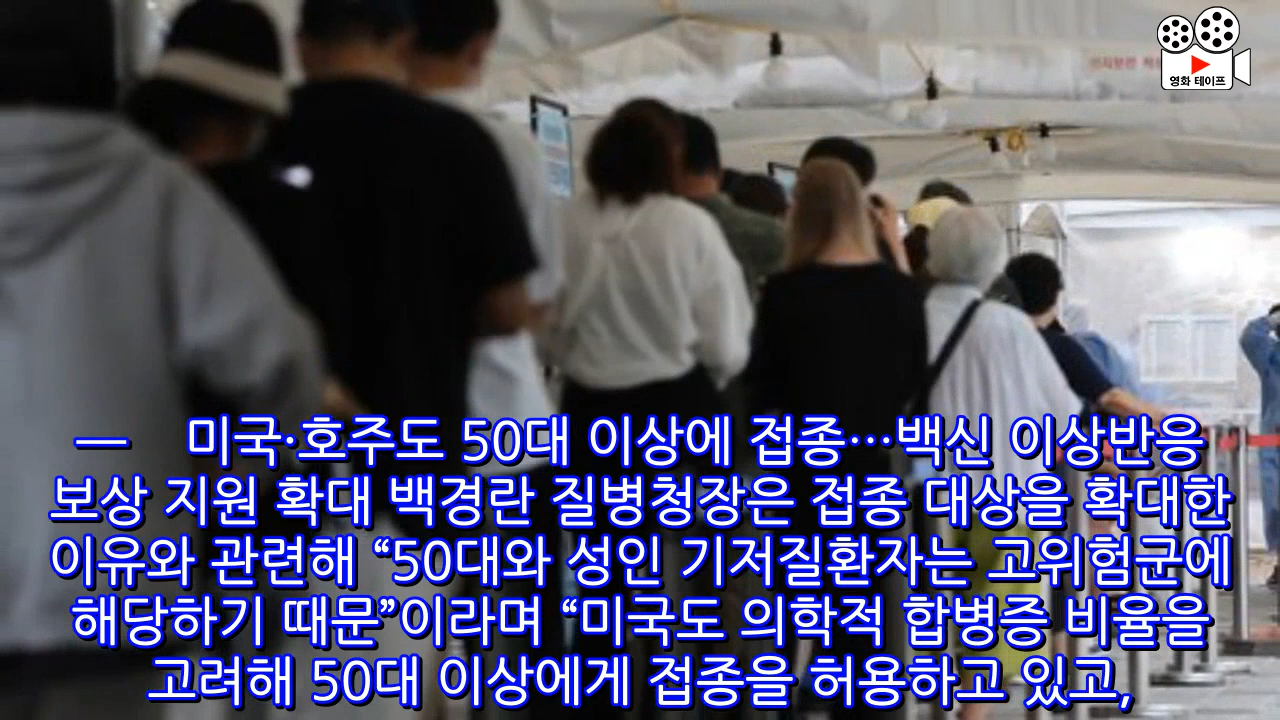 영화 테이프
— 미국·호주도 50대 이상에 접종…백신 이상반응
보상 지원 확대 백경란 질병청장은 접종 대상을 확대한
이유와 관련해 “50대와 성인 기저질환자는 고위험군에
해당하기 때문”이라며 “미국도 의학적 합병증 비율을
고려해 50대 이상에게 접종을 허용하고 있고,